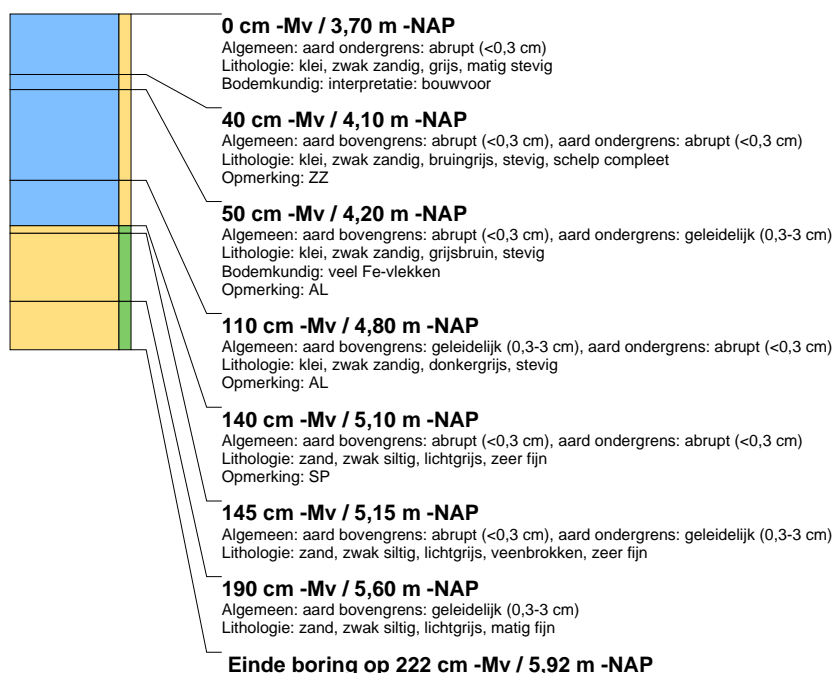 0 cm -Mv / 3,70 m -NAP
Algemeen: aard ondergrens: abrupt (<0,3 cm)
Lithologie: klei, zwak zandig, grijs, matig stevig
Bodemkundig: interpretatie: bouwvoor
40 cm -Mv / 4,10 m -NAP
Algemeen: aard bovengrens: abrupt (<0,3 cm), aard ondergrens: abrupt (<0,3 cm)
Lithologie: klei, zwak zandig, bruingrijs, stevig, schelp compleet
Opmerking: ZZ
50 cm -Mv / 4,20 m -NAP
Algemeen: aard bovengrens: abrupt (<0,3 cm), aard ondergrens: geleidelijk (0,3-3 cm)
Lithologie: klei, zwak zandig, grijsbruin, stevig
Bodemkundig: veel Fe-vlekken
Opmerking: AL
110 cm -Mv / 4,80 m -NAP
Algemeen: aard bovengrens: geleidelijk (0,3-3 cm), aard ondergrens: abrupt (<0,3 cm)
Lithologie: klei, zwak zandig, donkergrijs, stevig
Opmerking: AL
140 cm -Mv / 5,10 m -NAP
Algemeen: aard bovengrens: abrupt (<0,3 cm), aard ondergrens: abrupt (<0,3 cm)
Lithologie: zand, zwak siltig, lichtgrijs, zeer fijn
Opmerking: SP
145 cm -Mv / 5,15 m -NAP
Algemeen: aard bovengrens: abrupt (<0,3 cm), aard ondergrens: geleidelijk (0,3-3 cm)
Lithologie: zand, zwak siltig, lichtgrijs, veenbrokken, zeer fijn
190 cm -Mv / 5,60 m -NAP
Algemeen: aard bovengrens: geleidelijk (0,3-3 cm)
Lithologie: zand, zwak siltig, lichtgrijs, matig fijn
Einde boring op 222 cm -Mv / 5,92 m -NAP